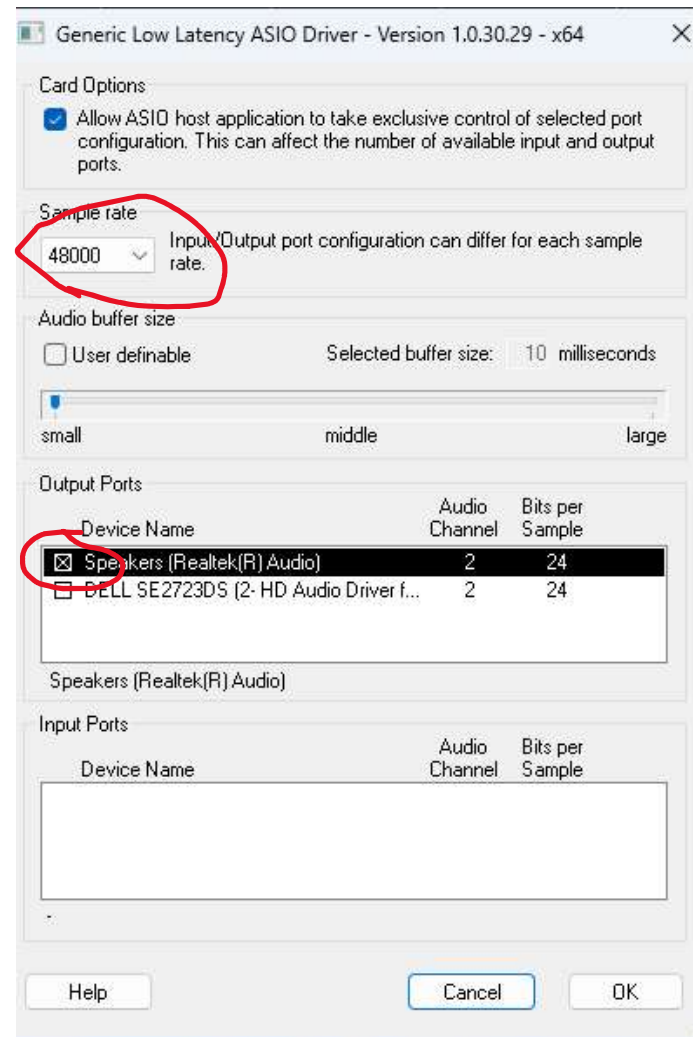 Generic Low Latency ASIO Driver - Version 1.0.30.29 - x64
Card Options
Allow ASIO host application to take exclusive control of selected port
configuration. This can affect the number of available input and output
ports.
Sample rate
48000
Input/Output port configuration can differ for each sample
rate.
Audio buffer size
User definable
Selected buffer size: 10 milliseconds
small middle large
Output Ports
Device Name Audio Channel Bits per Sample
Speakers (Realtek(R) Audio) 2 24
DELL SE2723DS (2- HD Audio Driver f... 2 24
Speakers (Realtek(R) Audio)
Input Ports
Device Name Audio Channel Bits per Sample
-
Help Cancel OK